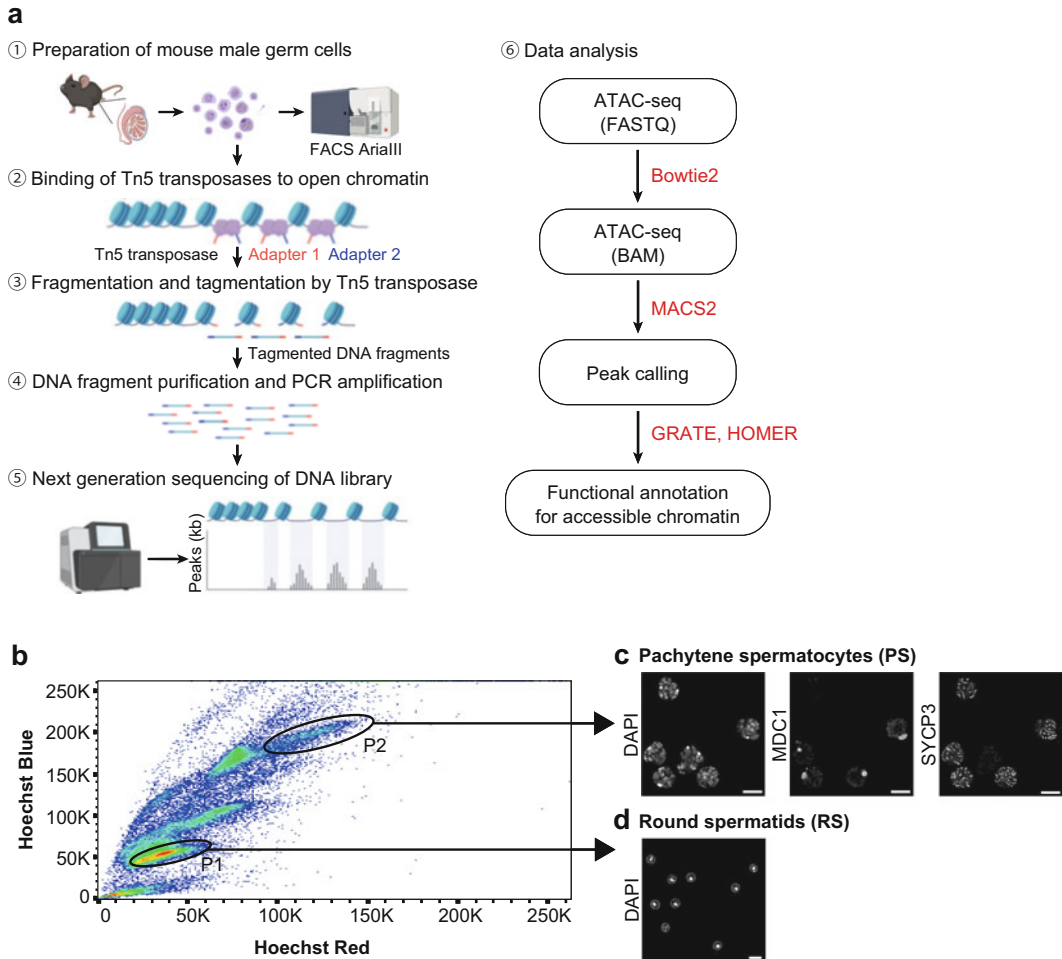 a
① Preparation of mouse male germ cells
FACS AriaIII
② Binding of Tn5 transposases to open chromatin
Tn5 transposase Adapter 1 Adapter 2
③ Fragmentation and tagmentation by Tn5 transposase
Tagmented DNA fragments
④ DNA fragment purification and PCR amplification
⑤ Next generation sequencing of DNA library
Peaks (kb)
⑥ Data analysis
ATAC-seq
(FASTQ)
Bowtie2
ATAC-seq
(BAM)
MACS2
Peak calling
GRATE, HOMER
Functional annotation
for accessible chromatin
b
Hoechst Blue
250K
200K
150K
100K
50K
0
P2
P1
0 50K 100K 150K 200K 250K
Hoechst Red
c Pachytene spermatocytes (PS)
DAPI
MDC1
SYCP3
d Round spermatids (RS)
DAPI